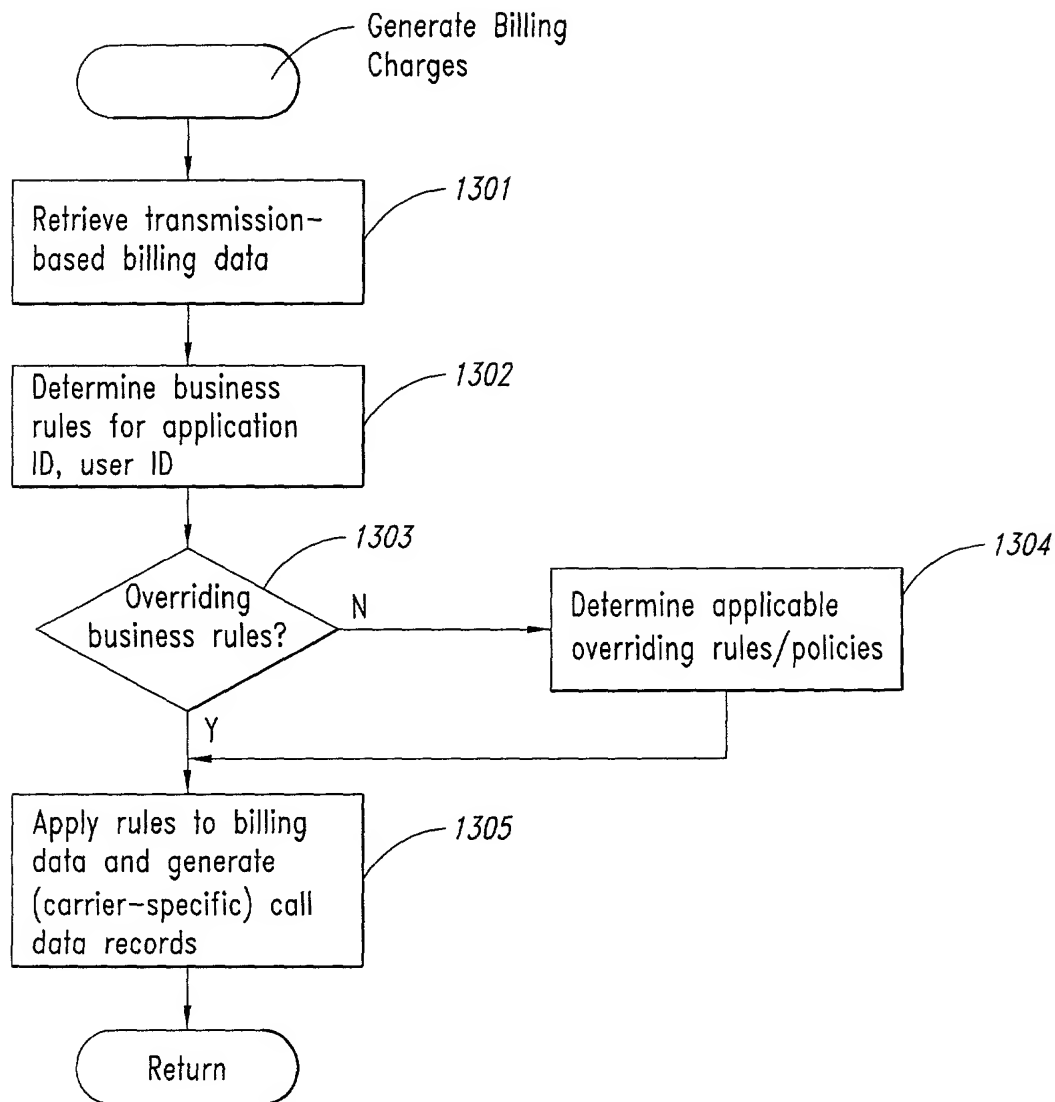 Generate Billing
Charges
1301
Retrieve transmission-
based billing data
1302
Determine business
rules for application
ID, user ID
1303
Overriding
business rules?
N
1304
Determine applicable
overriding rules/policies
Y
1305
Apply rules to billing
data and generate
(carrier-specific) call
data records
Return